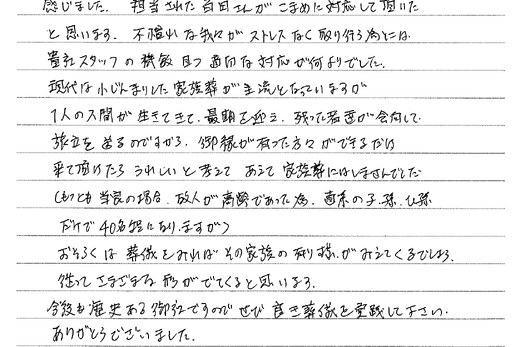 感じました。担当された白田さんがこまめに対応して頂いた
と思います。不慣れな我々がストレスなく取り行う為には
貴社スタッフの機敏且つ適切な対応が何よりでした。
現代は小じんまりした家族葬が主流となっていますが
1人の人間が生きてきて、最期を迎え、残った者達が会して
旅立を送るのですから、御縁が有った方々ができるだけ
来て頂けたらうれしいと考えて あえて家族葬にはしませんでした
(もっとも当家の場合、故人が高齢であった為、直系の子、孫、ひ孫
だけで40名程になりますが)
おそらくは葬儀をみればその家族の有り様がみえてくるでしょう。
従ってさまざまな形がでてくると思います。
今後も歴史ある御社ですので ぜひ良き葬儀を実践して下さい。
ありがとうございました。